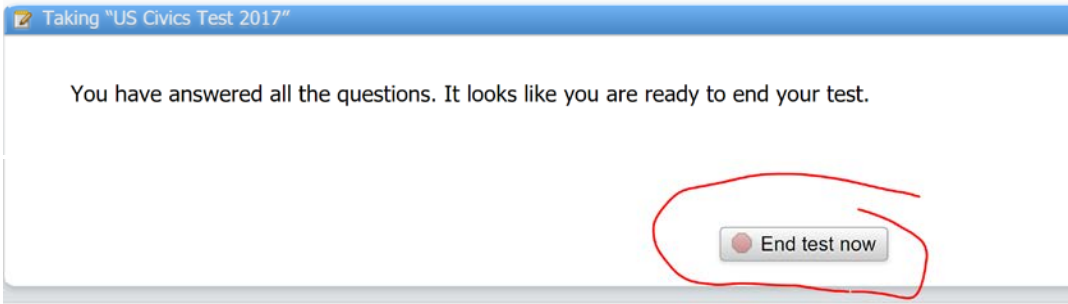 Taking “US Civics Test 2017”
You have answered all the questions. It looks like you are ready to end your test.
End test now